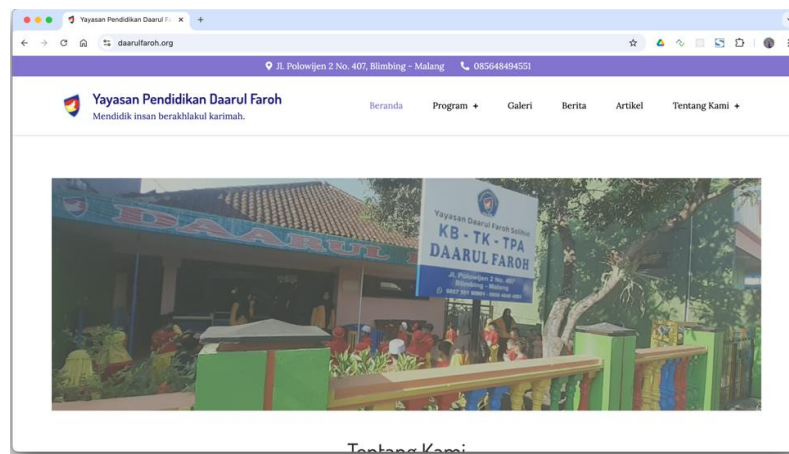 Yayasan Pendidikan Daarul Fa
daarulfaroh.org
Jl. Polowijen 2 No. 407, Blimbing - Malang 085648494551
Yayasan Pendidikan Daarul Faroh
Mendidik insan berakhlakul karimah.
Beranda Program + Galeri Berita Artikel Tentang Kami +
DAARUL
Yayasan Daarul Faroh Solihin
KB - TK - TPA
DAARUL FAROH
Jl. Polowijen 2 No. 407
Blimbing - Malang
Tentang Kami